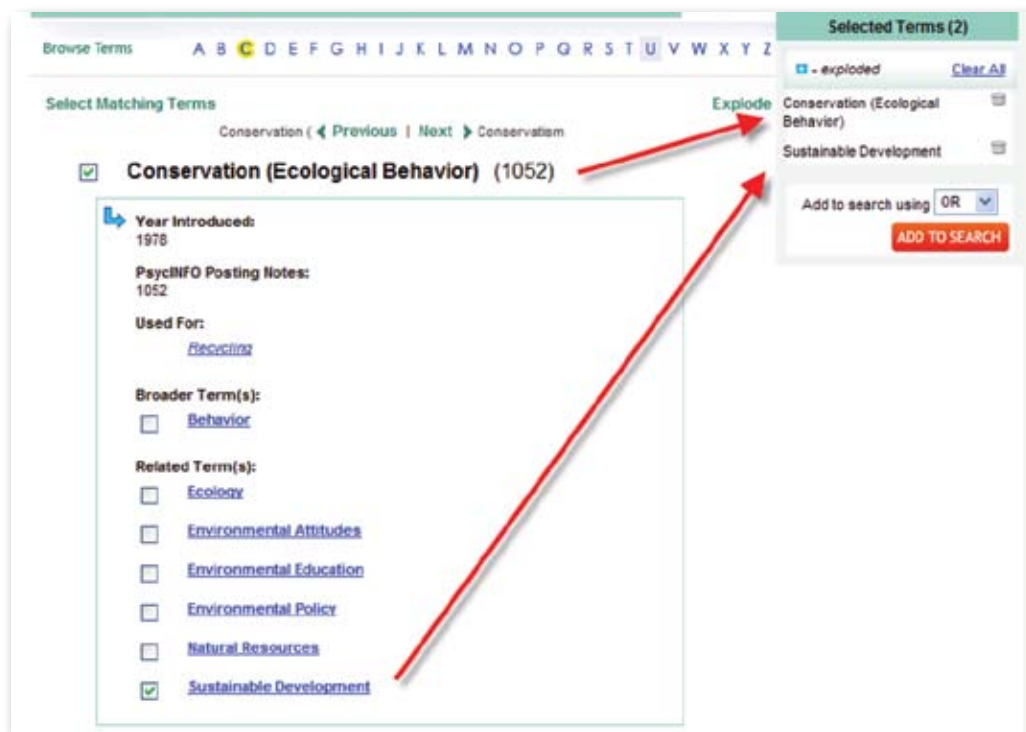 Browse Terms A B C D E F G H I J K L M N O P Q R S T U V W X Y Z
Select Matching Terms Explode
Conservation ( Previous | Next Conservatism
Conservation (Ecological Behavior) (1052)
Year Introduced:
1978
PsycINFO Posting Notes:
1052
Used For:
Recycling
Broader Term(s):
Behavior
Related Term(s):
Ecology
Environmental Attitudes
Environmental Education
Environmental Policy
Natural Resources
Sustainable Development
Selected Terms (2)
- exploded Clear All
Conservation (Ecological
Behavior)
Sustainable Development
Add to search using OR
ADD TO SEARCH